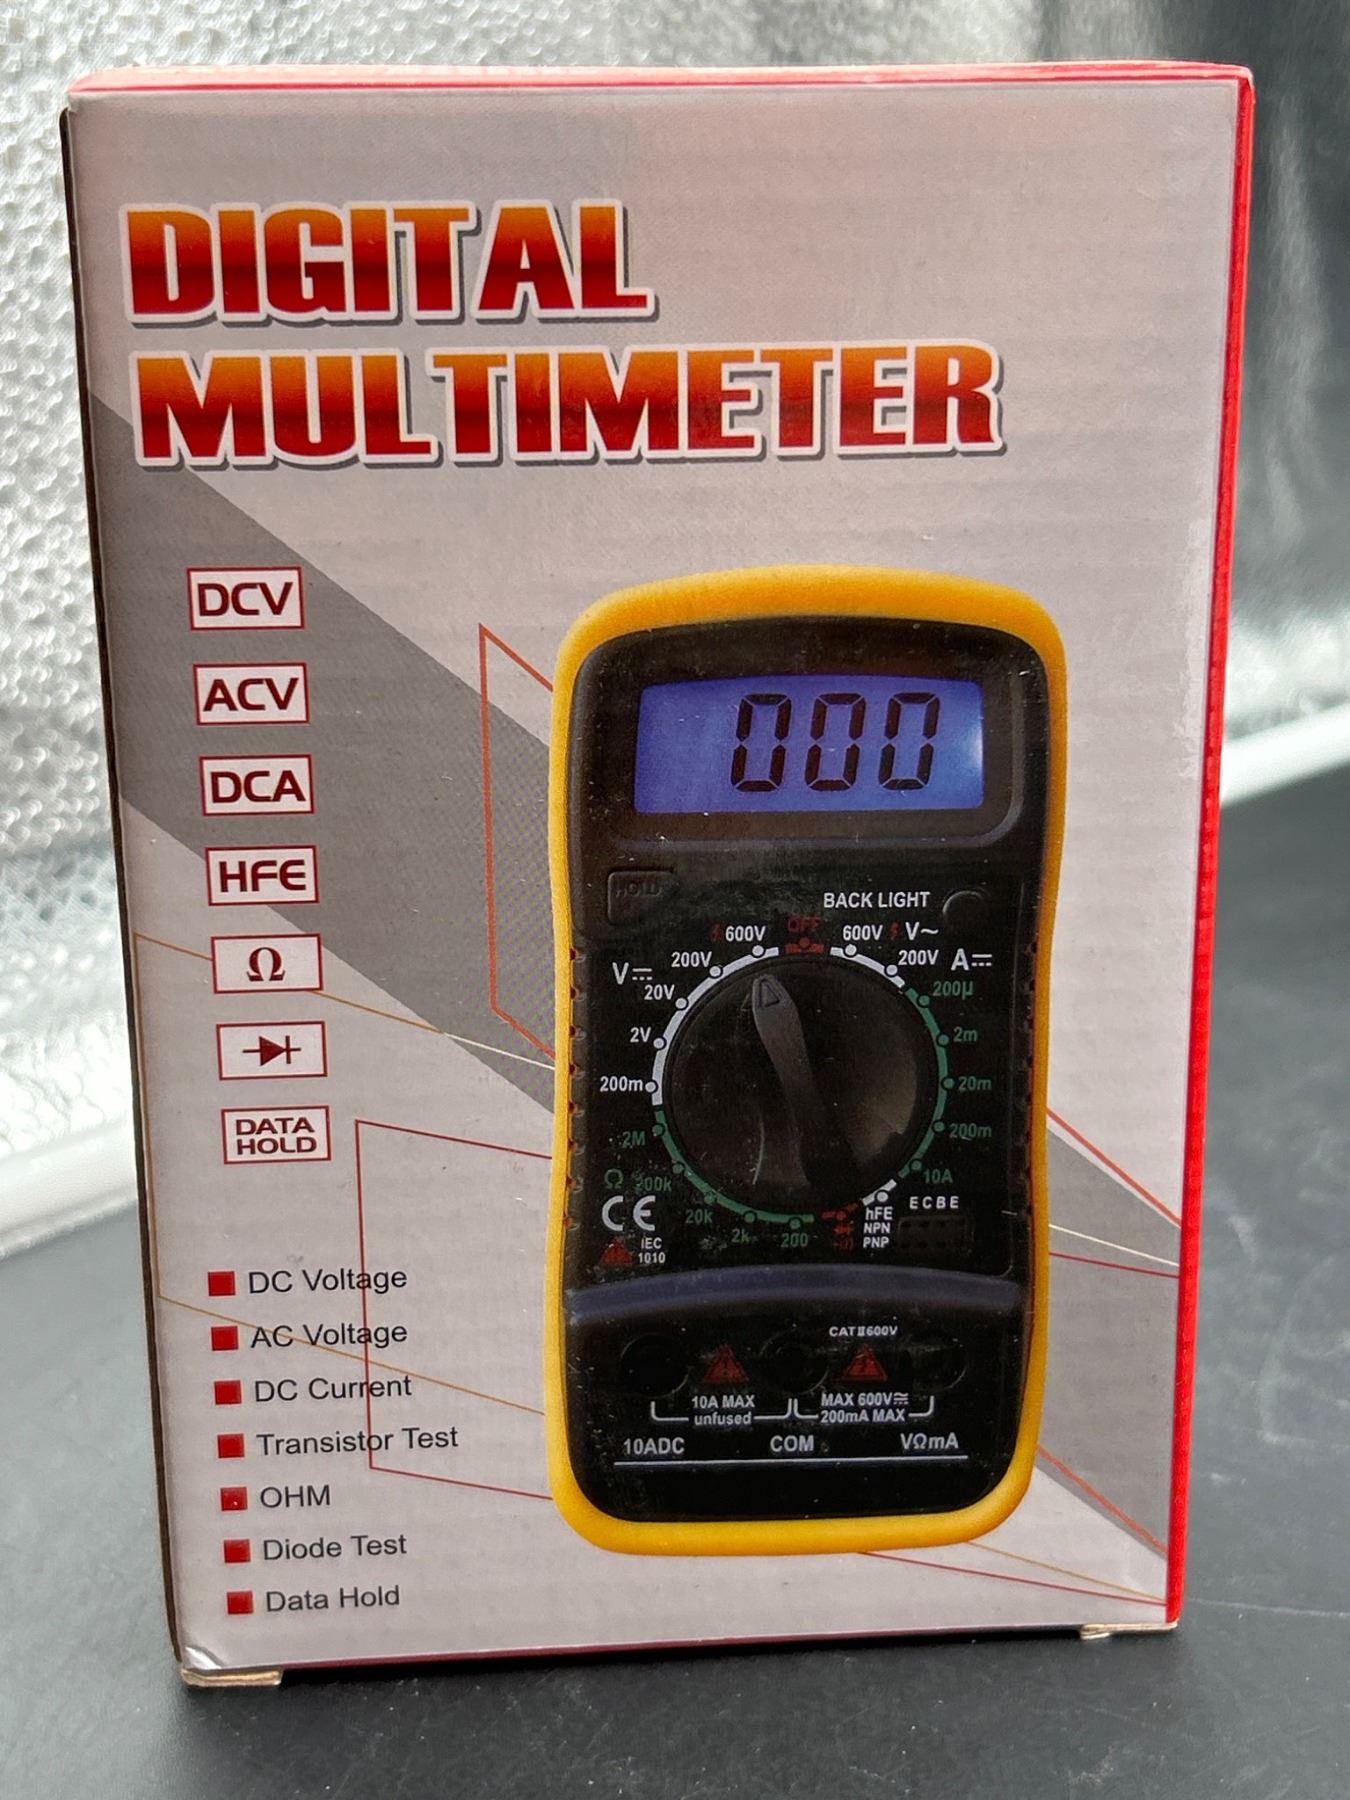 DIGITAL
MULTIMETER
DCV
ACV
DCA
HFE
Ω
DATA
HOLD
DC Voltage
AC Voltage
DC Current
Transistor Test
OHM
Diode Test
Data Hold
000
HOLD
BACK LIGHT
600V OFF 600V V~
200V 200V
V A
20V 200µ
2V 2m
200m 20m
2M 200m
Ω 200k 10A
20k 2k 200
hFE
NPN
PNP
E C B E
CE
IEC
1010
CAT II 600V
10A MAX
unfused
MAX 600V
200mA MAX
10ADC COM VΩmA